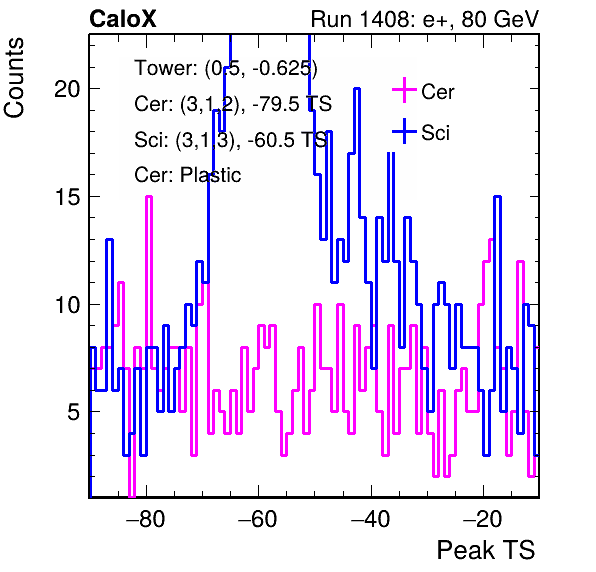 CaloX Run 1408: e+, 80 GeV
Counts
Tower: (0.5, -0.625)
Cer: (3,1,2), -79.5 TS
Sci: (3,1,3), -60.5 TS
Cer: Plastic
Cer
Sci
20
15
10
5
−80 −60 −40 −20
Peak TS